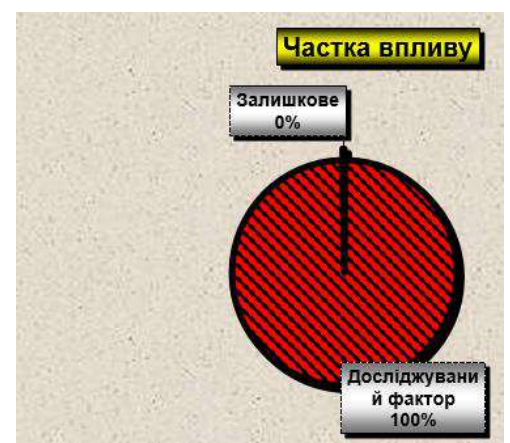 Частка впливу
Залишкове
0%
Досліджувани
й фактор
100%